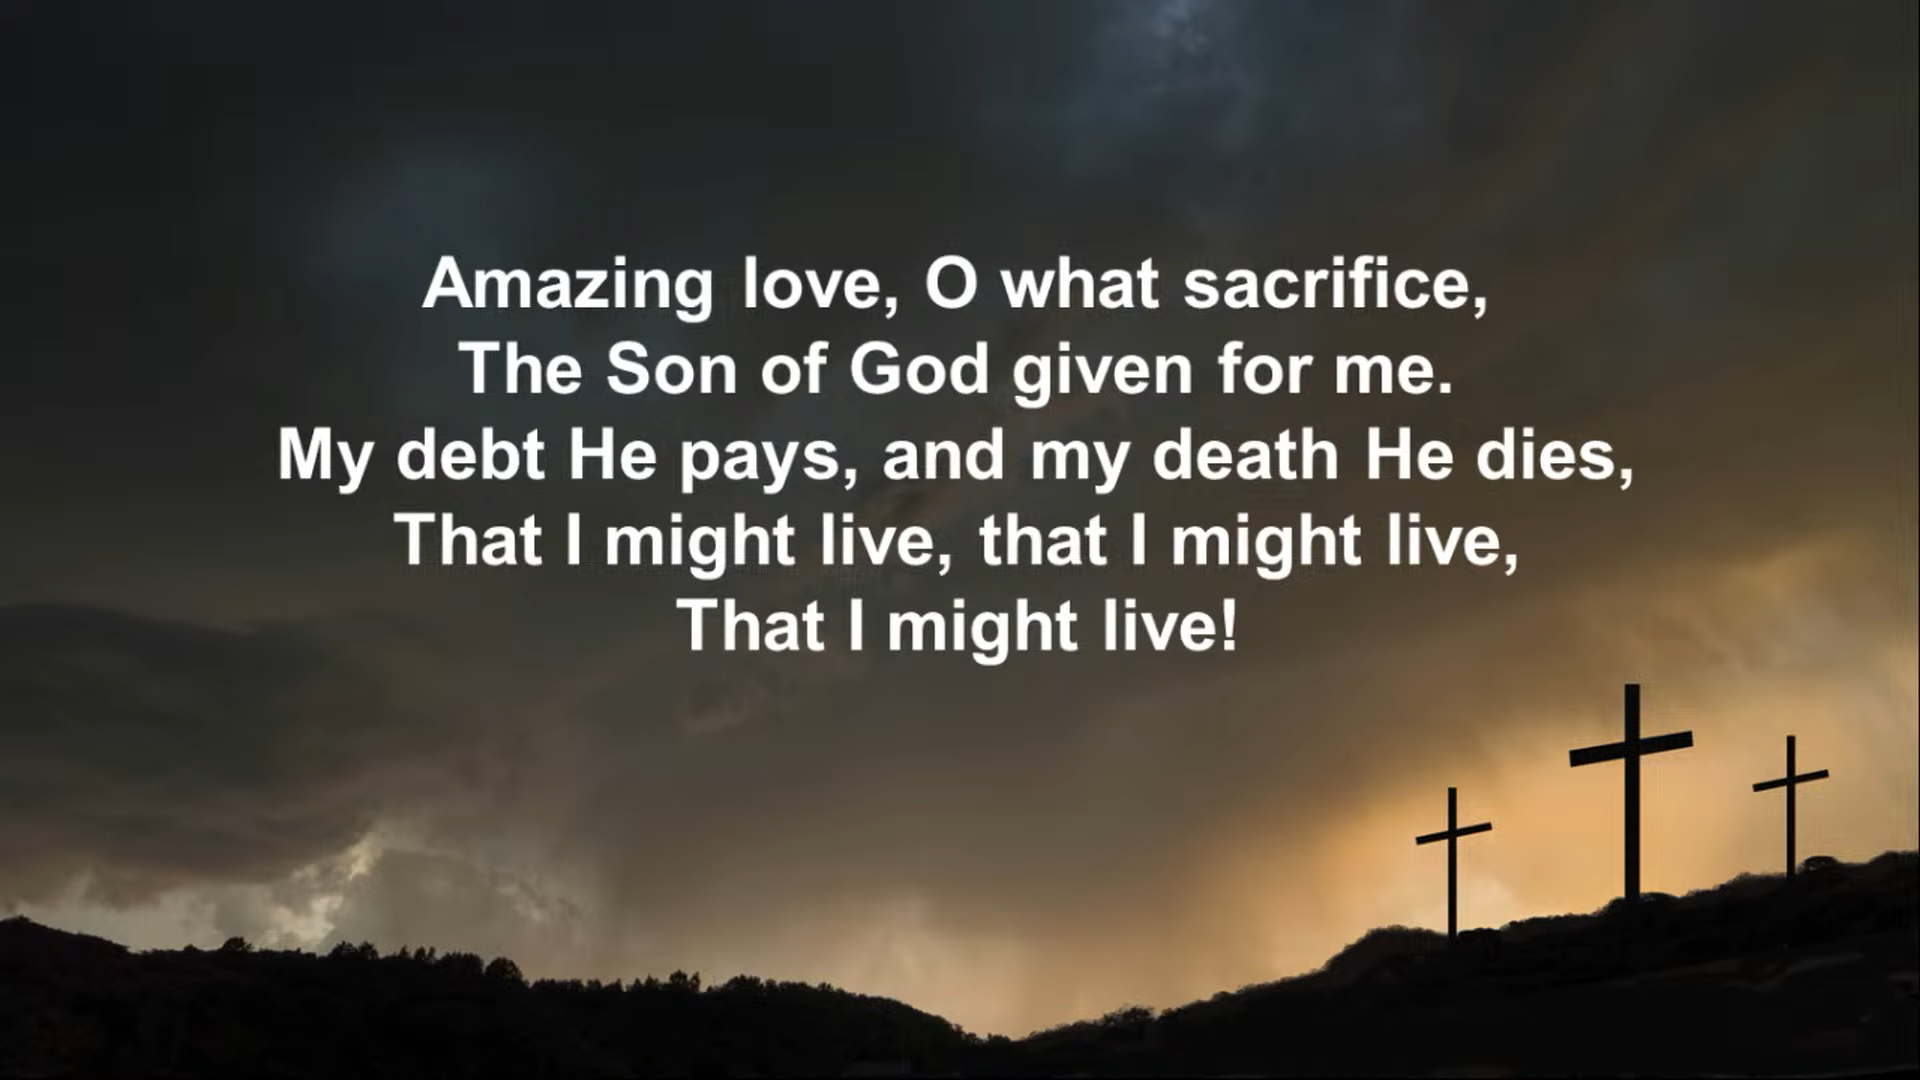 Amazing love, O what sacrifice,
The Son of God given for me.
My debt He pays, and my death He dies,
That I might live, that I might live,
That I might live!